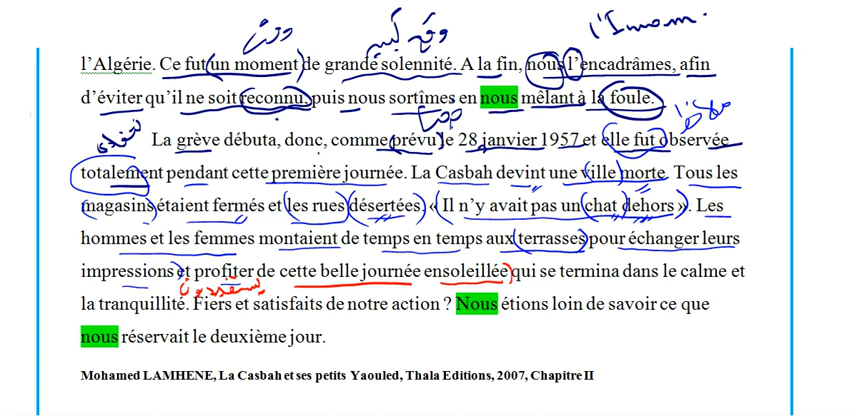 وقت وقع كبير l'Imam.
l'Algérie. Ce fut un moment de grande solennité. A la fin, nous l'encadrâmes, afin
d'éviter qu'il ne soit reconnu, puis nous sortîmes en nous mêlant à la foule.
La grève débuta, donc, comme prévu le 28 janvier 1957 et elle fut observée
totalement pendant cette première journée. La Casbah devint une ville morte. Tous les
magasins étaient fermés et les rues désertées « Il n'y avait pas un chat dehors ». Les
hommes et les femmes montaient de temps en temps aux terrasses pour échanger leurs
impressions et profiter de cette belle journée ensoleillée qui se termina dans le calme et
la tranquillité. Fiers et satisfaits de notre action ? Nous étions loin de savoir ce que
nous réservait le deuxième jour.
Mohamed LAMHENE, La Casbah et ses petits Yaouled, Thala Editions, 2007, Chapitre II